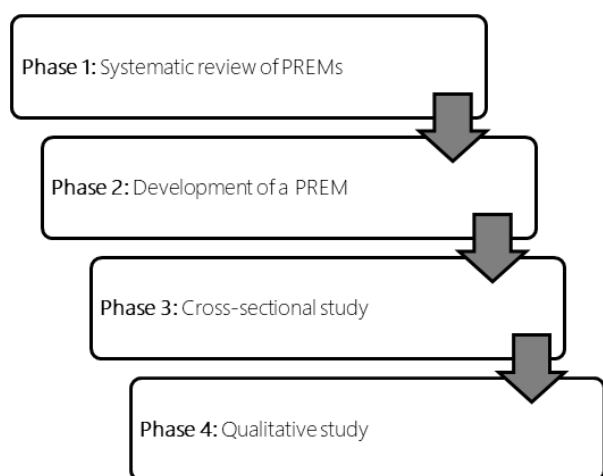 Phase 1: Systematic review of PREMs
Phase 2: Development of a PREM
Phase 3: Cross-sectional study
Phase 4: Qualitative study